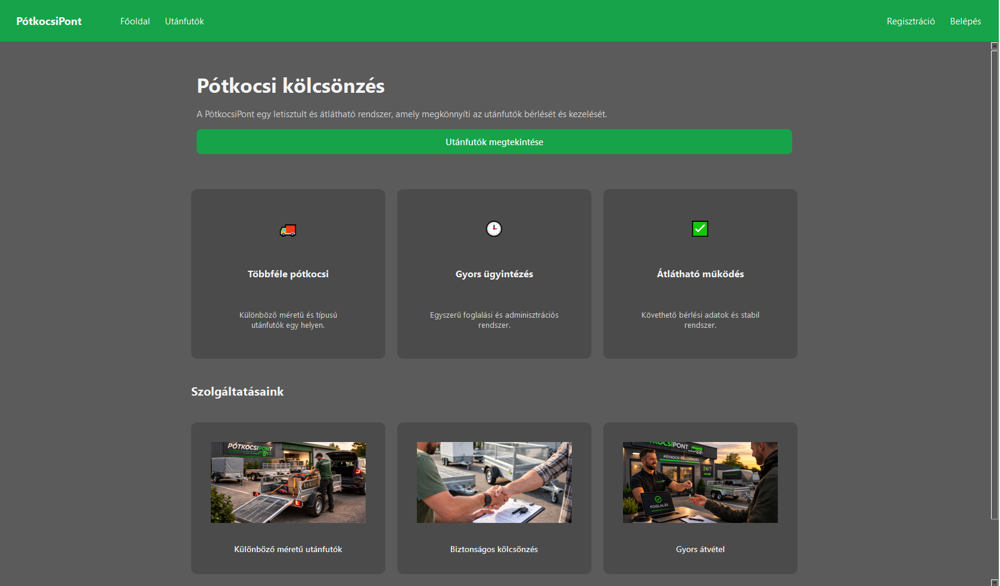 PótkocsiPont
Főoldal
Utánfutók
Regisztráció
Belépés
Pótkocsi kölcsönzés
A PótkocsiPont egy letisztult és átlátható rendszer, amely megkönnyíti az utánfutók bérlését és kezelését.
Utánfutók megtekintése
Többféle pótkocsi
Különböző méretű és típusú
utánfutók egy helyen.
Gyors ügyintézés
Egyszerű foglalási és adminisztrációs
rendszer.
Átlátható működés
Követhető bérlési adatok és stabil
rendszer.
Szolgáltatásaink
PÓTKOCSIPONT
Különböző méretű utánfutók
Biztonságos kölcsönzés
KOCSIPONT
PÓTKOCSI KÖLCSÖNZÉS
24/7
FOGLALÁS
Gyors átvétel